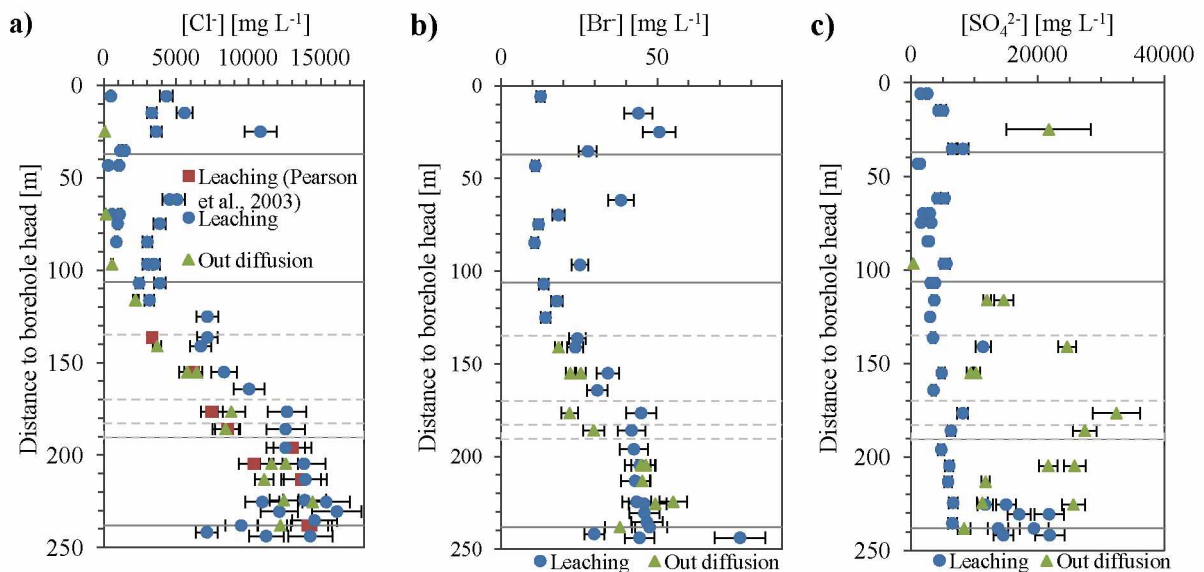 a)
[Cl⁻] [mg L⁻¹]
0 5000 10000 15000
Distance to borehole head [m]
0
50
100
150
200
250
Leaching (Pearson
et al., 2003)
Leaching
Out diffusion
b)
[Br⁻] [mg L⁻¹]
0 50
Distance to borehole head [m]
0
50
100
150
200
250
Leaching Out diffusion
c)
[SO₄²⁻] [mg L⁻¹]
0 20000 40000
Distance to borehole head [m]
0
50
100
150
200
250
Leaching Out diffusion